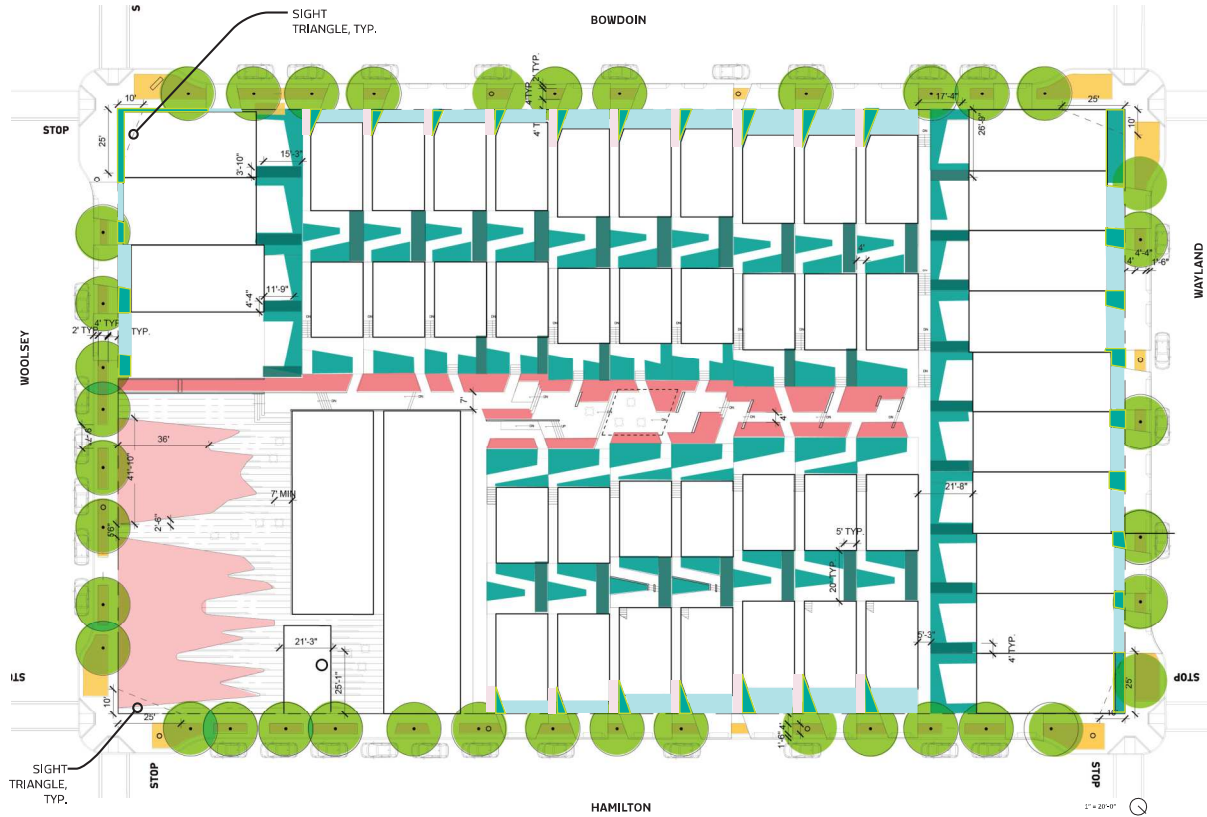 SIGHT
TRIANGLE, TYP.
BOWDOIN
10'
STOP
25'
3'-10"
15'-3"
2' TYP.
4' TYP.
17'-4"
26'-0"
25'
10'
4'
4'-4"
4'
1'-6"
WAYLAND
11'-9"
4'-4"
2' TYP.
4' TYP.
TYP.
WOOLSEY
7'
4'
36'
41'-10"
7' MIN
2'-6"
5'6"
21'-8"
5' TYP.
20' TYP.
21'-3"
25'-1"
5'-3"
4' TYP.
25'
10'
STOP
10'
25'
4'
1'-6"
SIGHT
TRIANGLE,
TYP.
STOP
STOP
HAMILTON
1" = 20'-0"